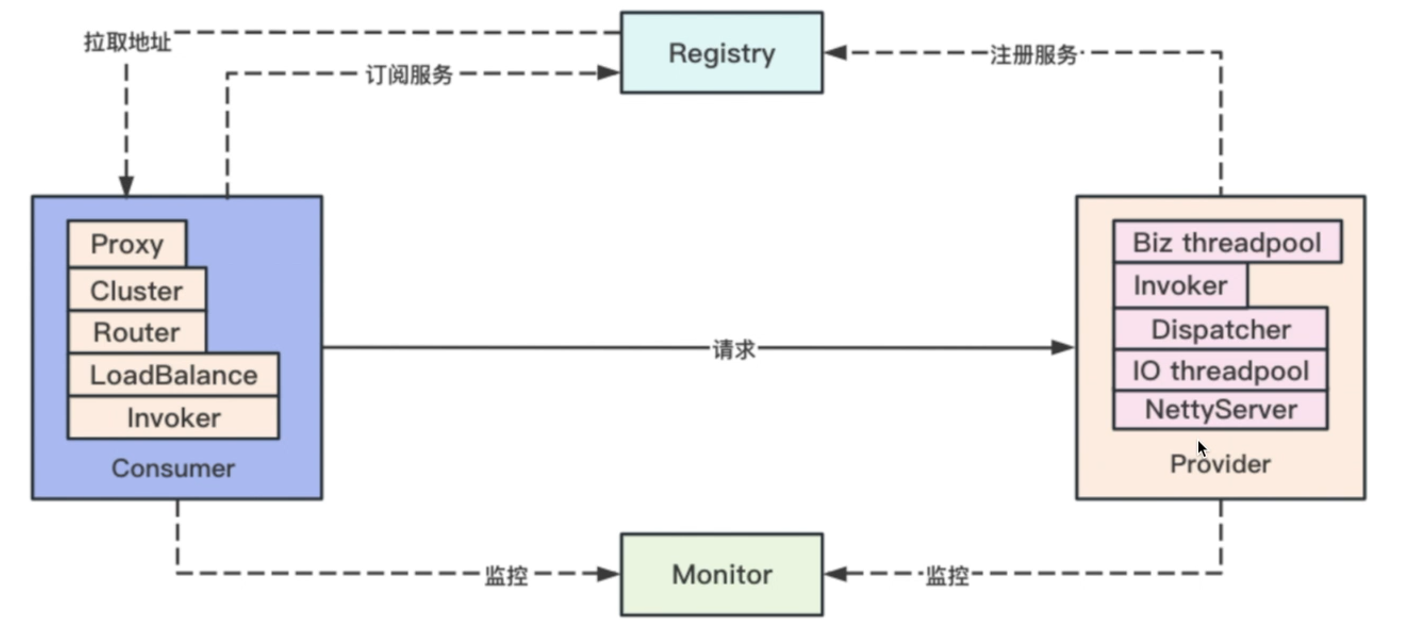 拉取地址
Registry
注册服务
订阅服务
Proxy
Cluster
Router
LoadBalance
Invoker
Consumer
请求
Biz threadpool
Invoker
Dispatcher
IO threadpool
NettyServer
Provider
监控
Monitor
监控